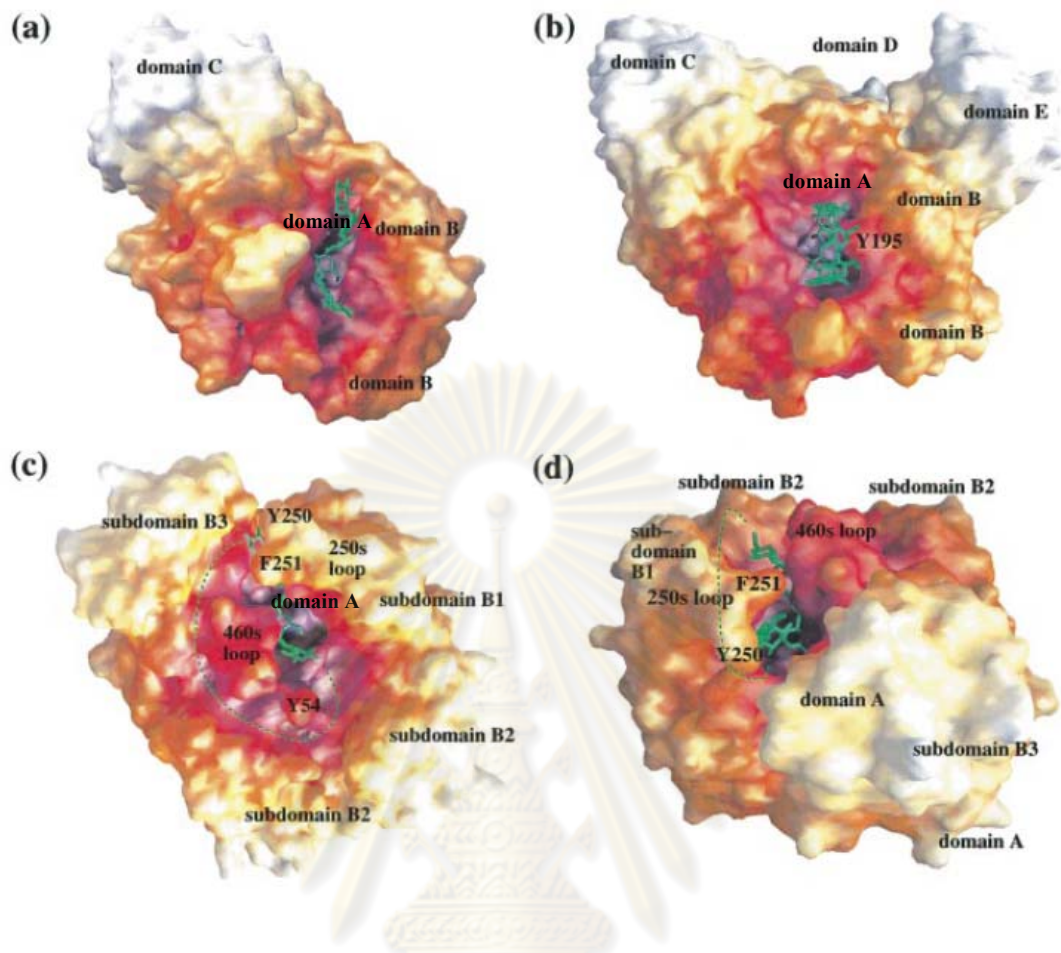 (a)
domain C
domain A
domain B
domain B
(b)
domain D
domain C
domain E
domain A
domain B
Y195
domain B
(c)
subdomain B3
Y250
F251
250s
loop
domain A
subdomain B1
460s
loop
Y54
subdomain B2
subdomain B2
(d)
subdomain B2
subdomain B2
460s loop
sub-
domain
B1
F251
250s loop
Y250
domain A
subdomain B3
domain A